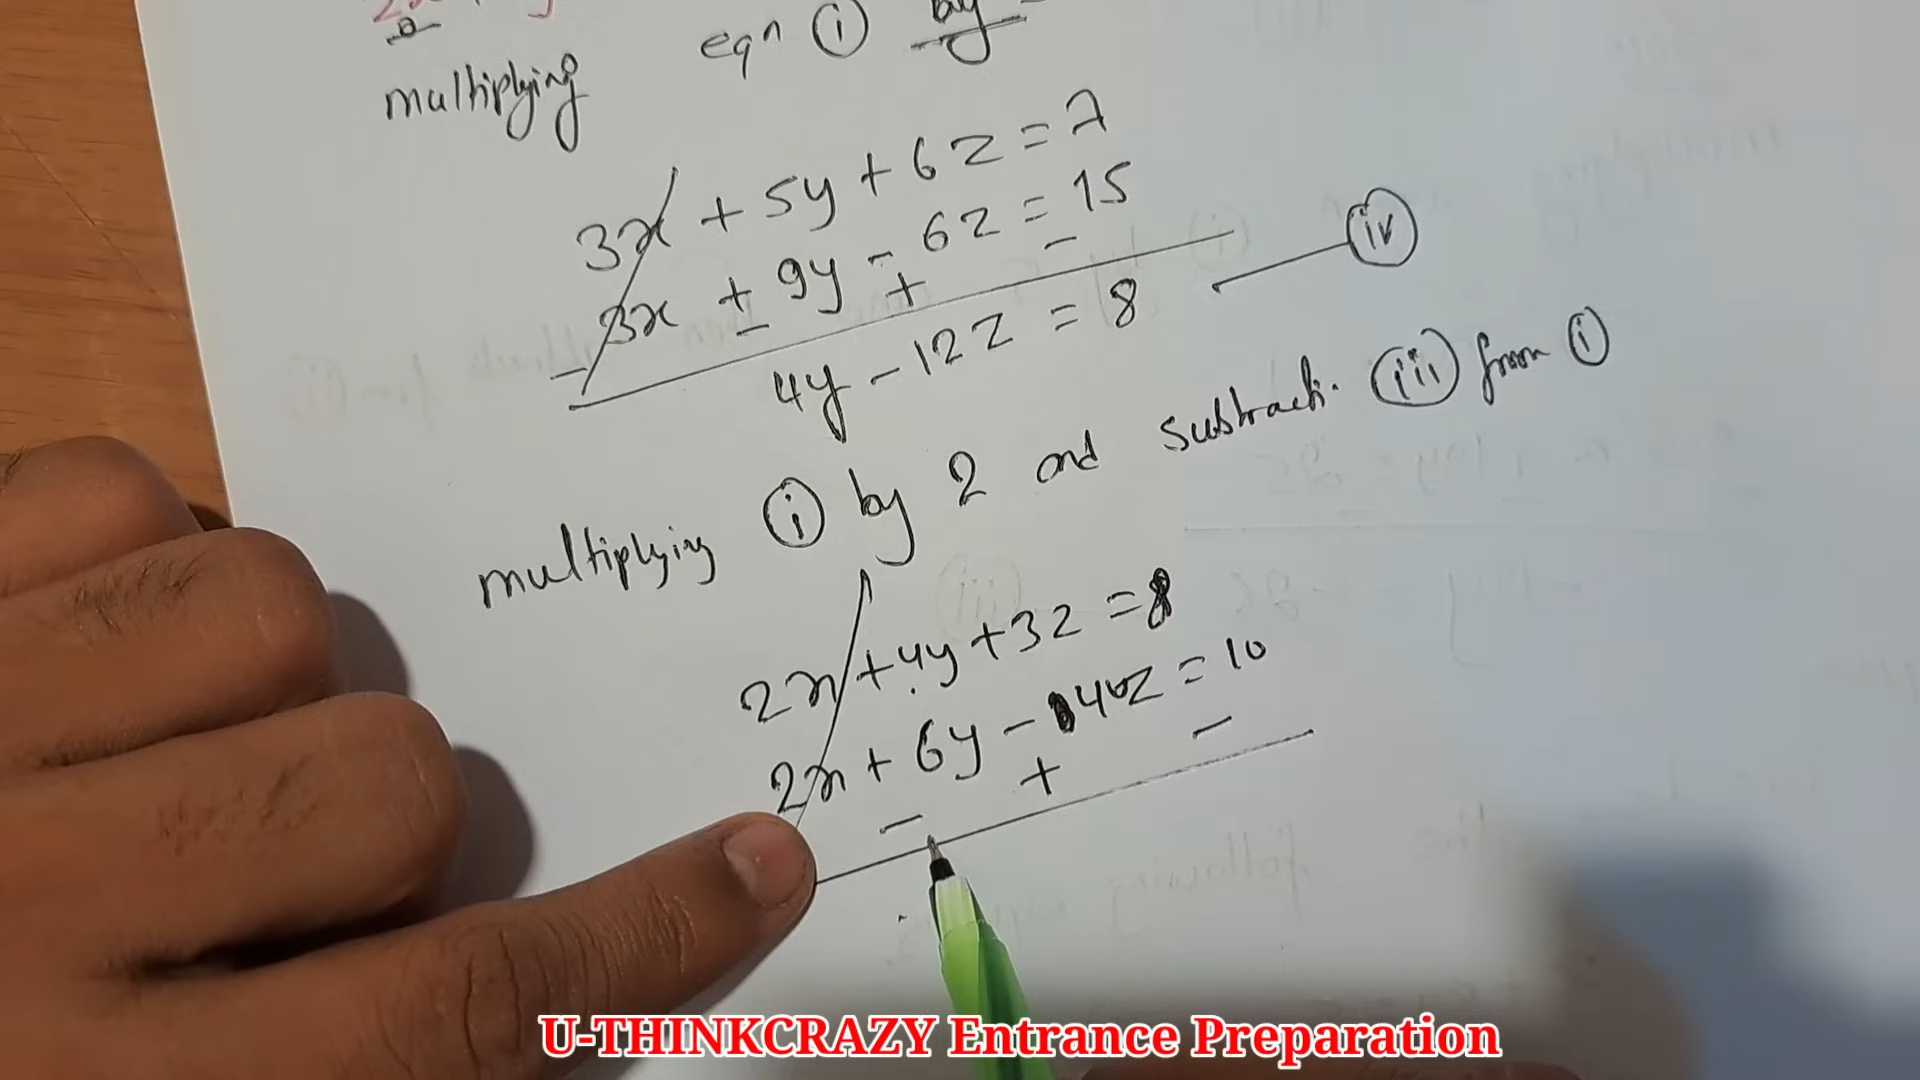 multiplying eqn (i) by
3x + 5y + 6z = 7
3x ± 9y - 6z = 15
- + -
4y - 12z = 8 (iv)
multiplying (i) by 2 and subtract. (iii) from (i)
2x + 4y + 3z = 8
2x + 6y - 4z = 10
- + -
U-THINKCRAZY Entrance Preparation